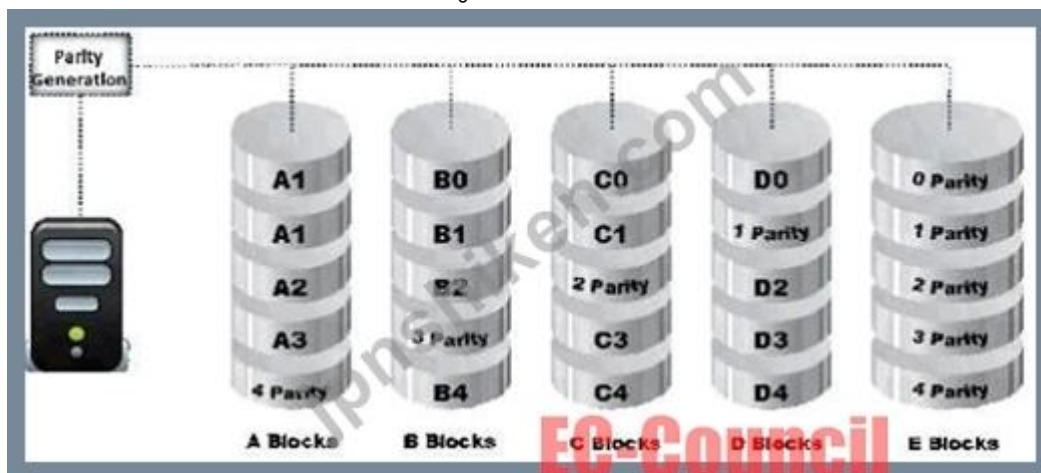 Parity
Generation
A1 B0 C0 D0 0 Parity
A1 B1 C1 1 Parity 1 Parity
A2 B2 2 Parity D2 2 Parity
A3 3 Parity C3 D3 3 Parity
4 Parity B4 C4 D4 4 Parity
A Blocks B Blocks C Blocks D Blocks E Blocks
EC-Council
jpnshiken.com